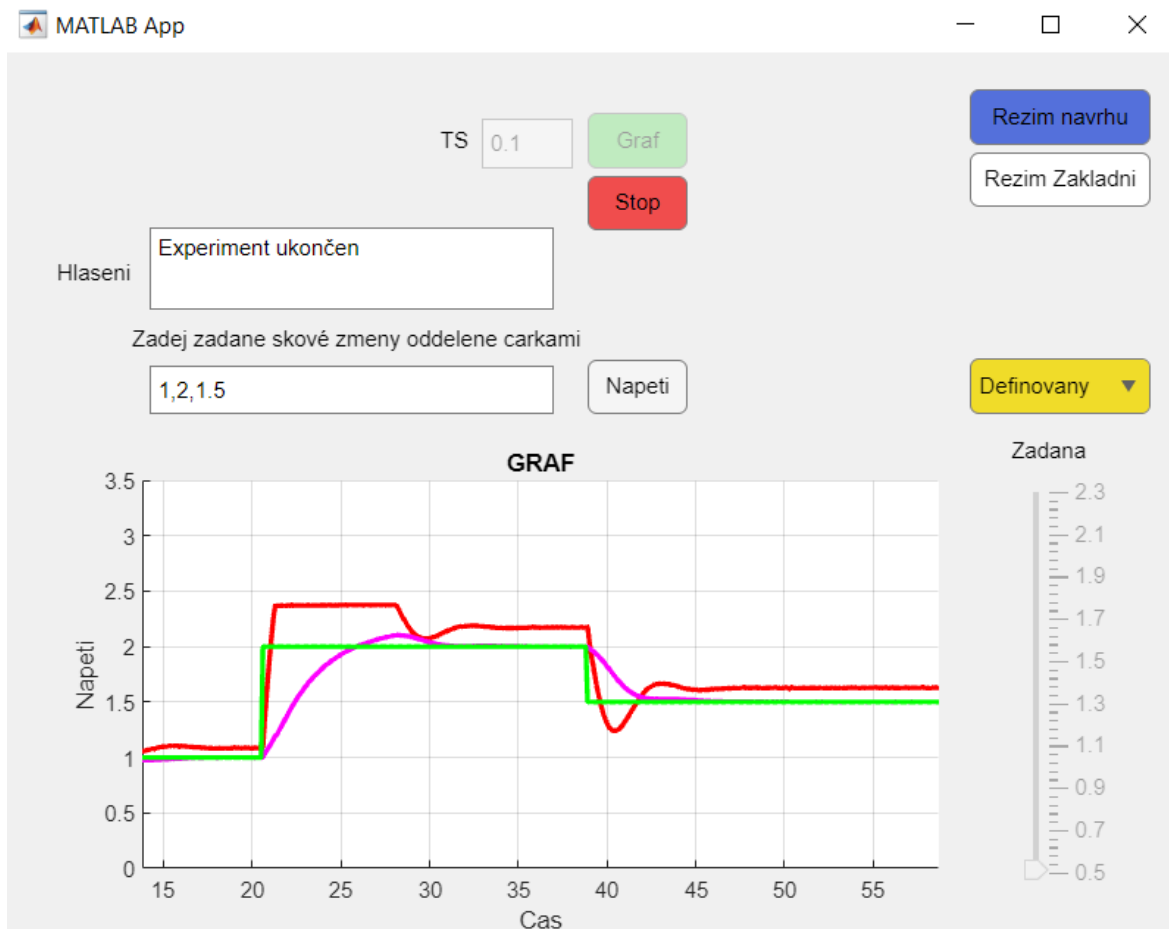 MATLAB App
Rezim navrhu
TS 0.1 Graf
Rezim Zakladni
Stop
Experiment ukončen
Hlaseni
Zadej zadane skové zmeny oddelene carkami
1,2,1.5 Napeti Definovany
Zadana
GRAF
3.5
3
2.5
2
1.5
1
0.5
0
Napeti
15 20 25 30 35 40 45 50 55
Cas
2.3
2.1
1.9
1.7
1.5
1.3
1.1
0.9
0.7
0.5